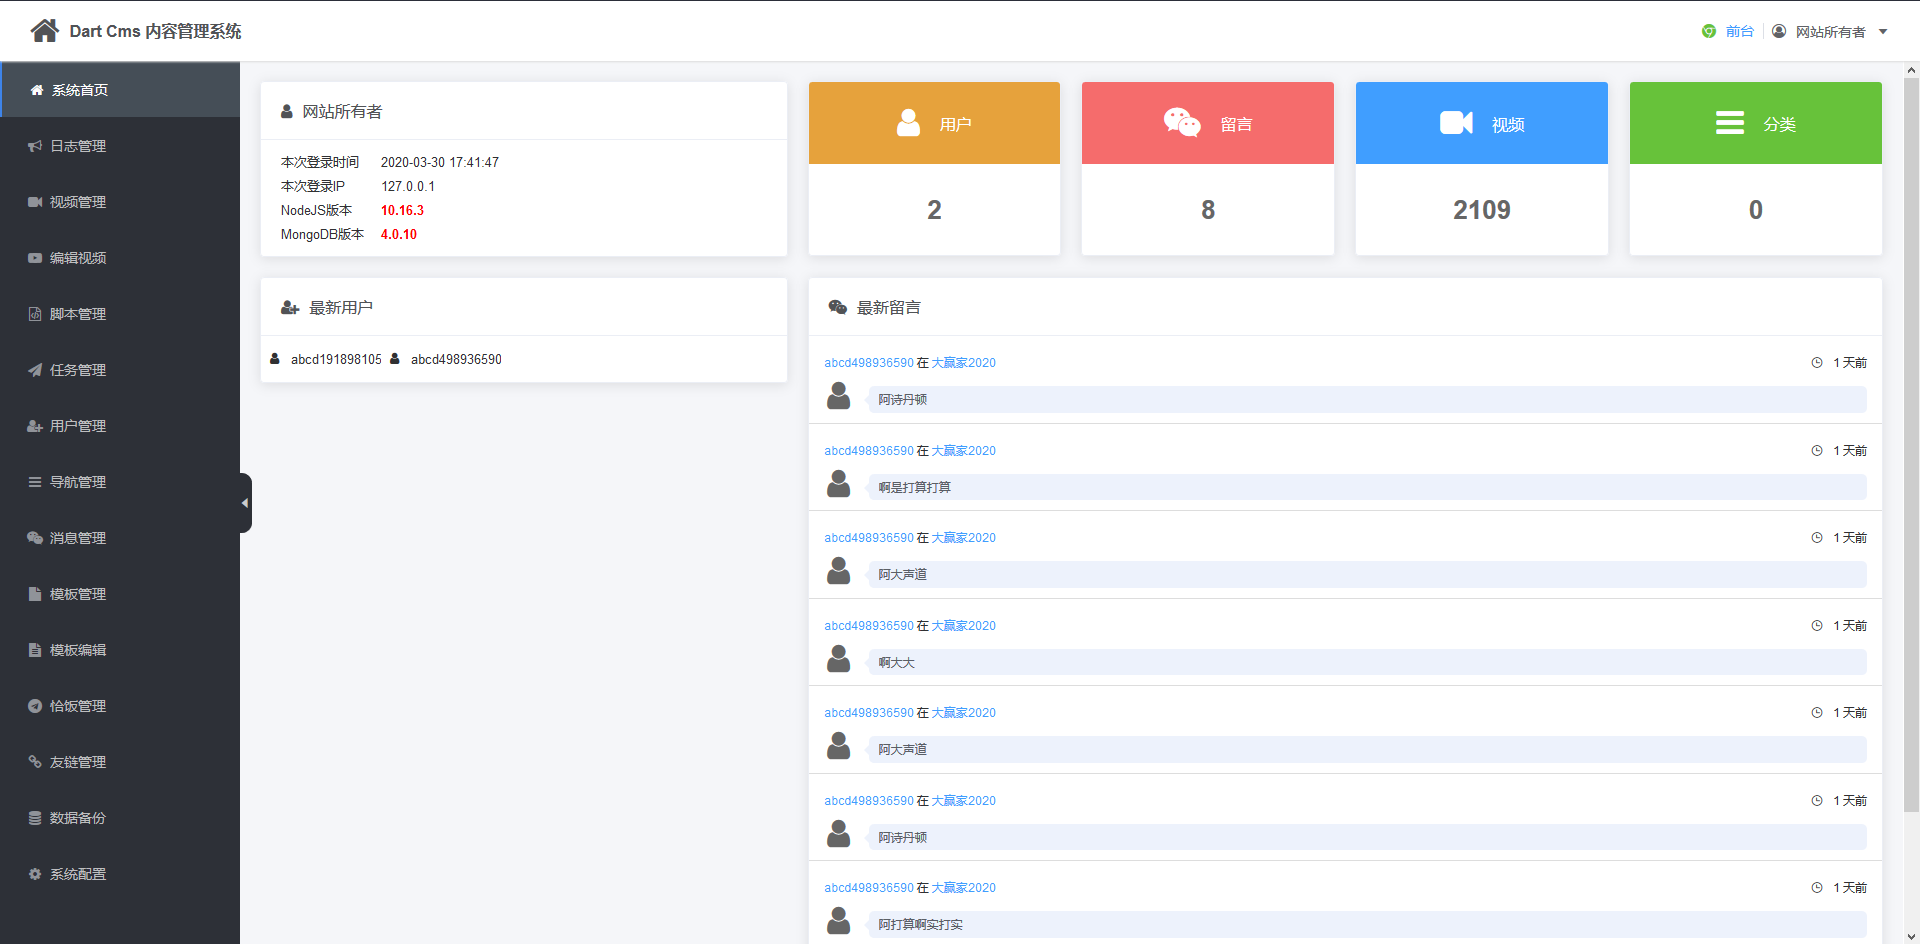 Dart Cms 内容管理系统
前台 网站所有者
系统首页
日志管理
视频管理
编辑视频
脚本管理
任务管理
用户管理
导航管理
消息管理
模板管理
模板编辑
恰饭管理
友链管理
数据备份
系统配置
网站所有者
本次登录时间 2020-03-30 17:41:47
本次登录IP 127.0.0.1
NodeJS版本 10.16.3
MongoDB版本 4.0.10
用户
2
留言
8
视频
2109
分类
0
最新用户
abcd191898105 abcd498936590
最新留言
abcd498936590 在 大赢家2020 1 天前
阿诗丹顿
abcd498936590 在 大赢家2020 1 天前
啊是打算打算
abcd498936590 在 大赢家2020 1 天前
阿大声道
abcd498936590 在 大赢家2020 1 天前
啊大大
abcd498936590 在 大赢家2020 1 天前
阿大声道
abcd498936590 在 大赢家2020 1 天前
阿诗丹顿
abcd498936590 在 大赢家2020 1 天前
阿打算啊实打实